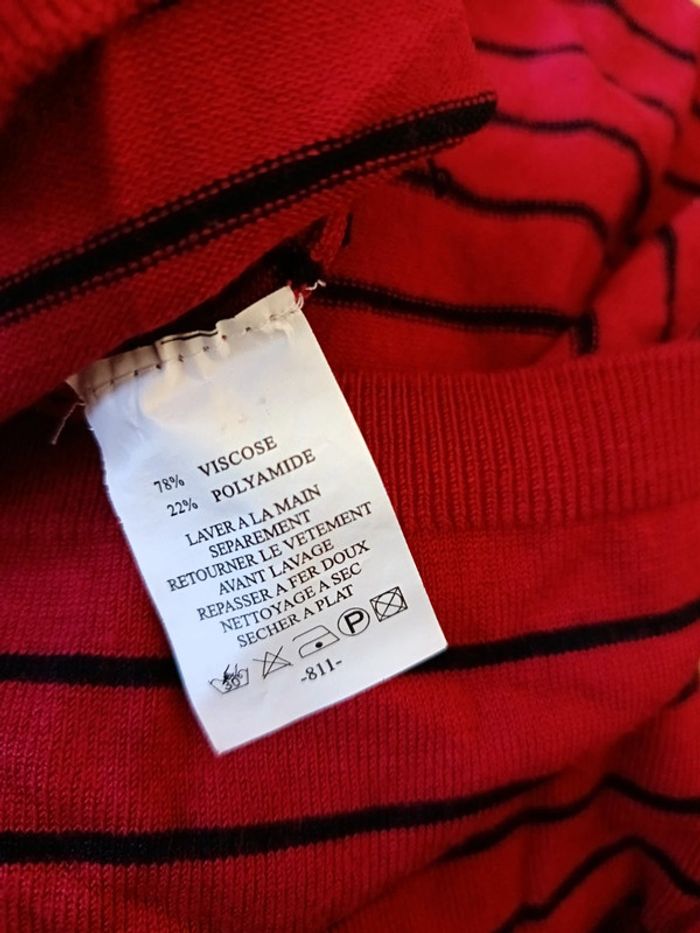 78% VISCOSE
22% POLYAMIDE
LAVER A LA MAIN
SEPAREMENT
RETOURNER LE VETEMENT
AVANT LAVAGE
REPASSER A FER DOUX
NETTOYAGE A SEC
SECHER A PLAT
30° P
-811-